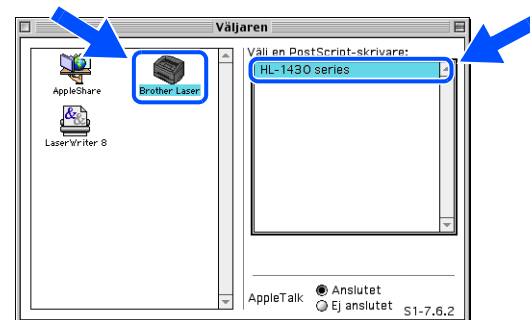 Väljaren
AppleShare
Brother Laser
LaserWriter 8
Välj en PostScript-skrivare:
HL-1430 series
AppleTalk
Anslutet
Ej anslutet
S1-7.6.2